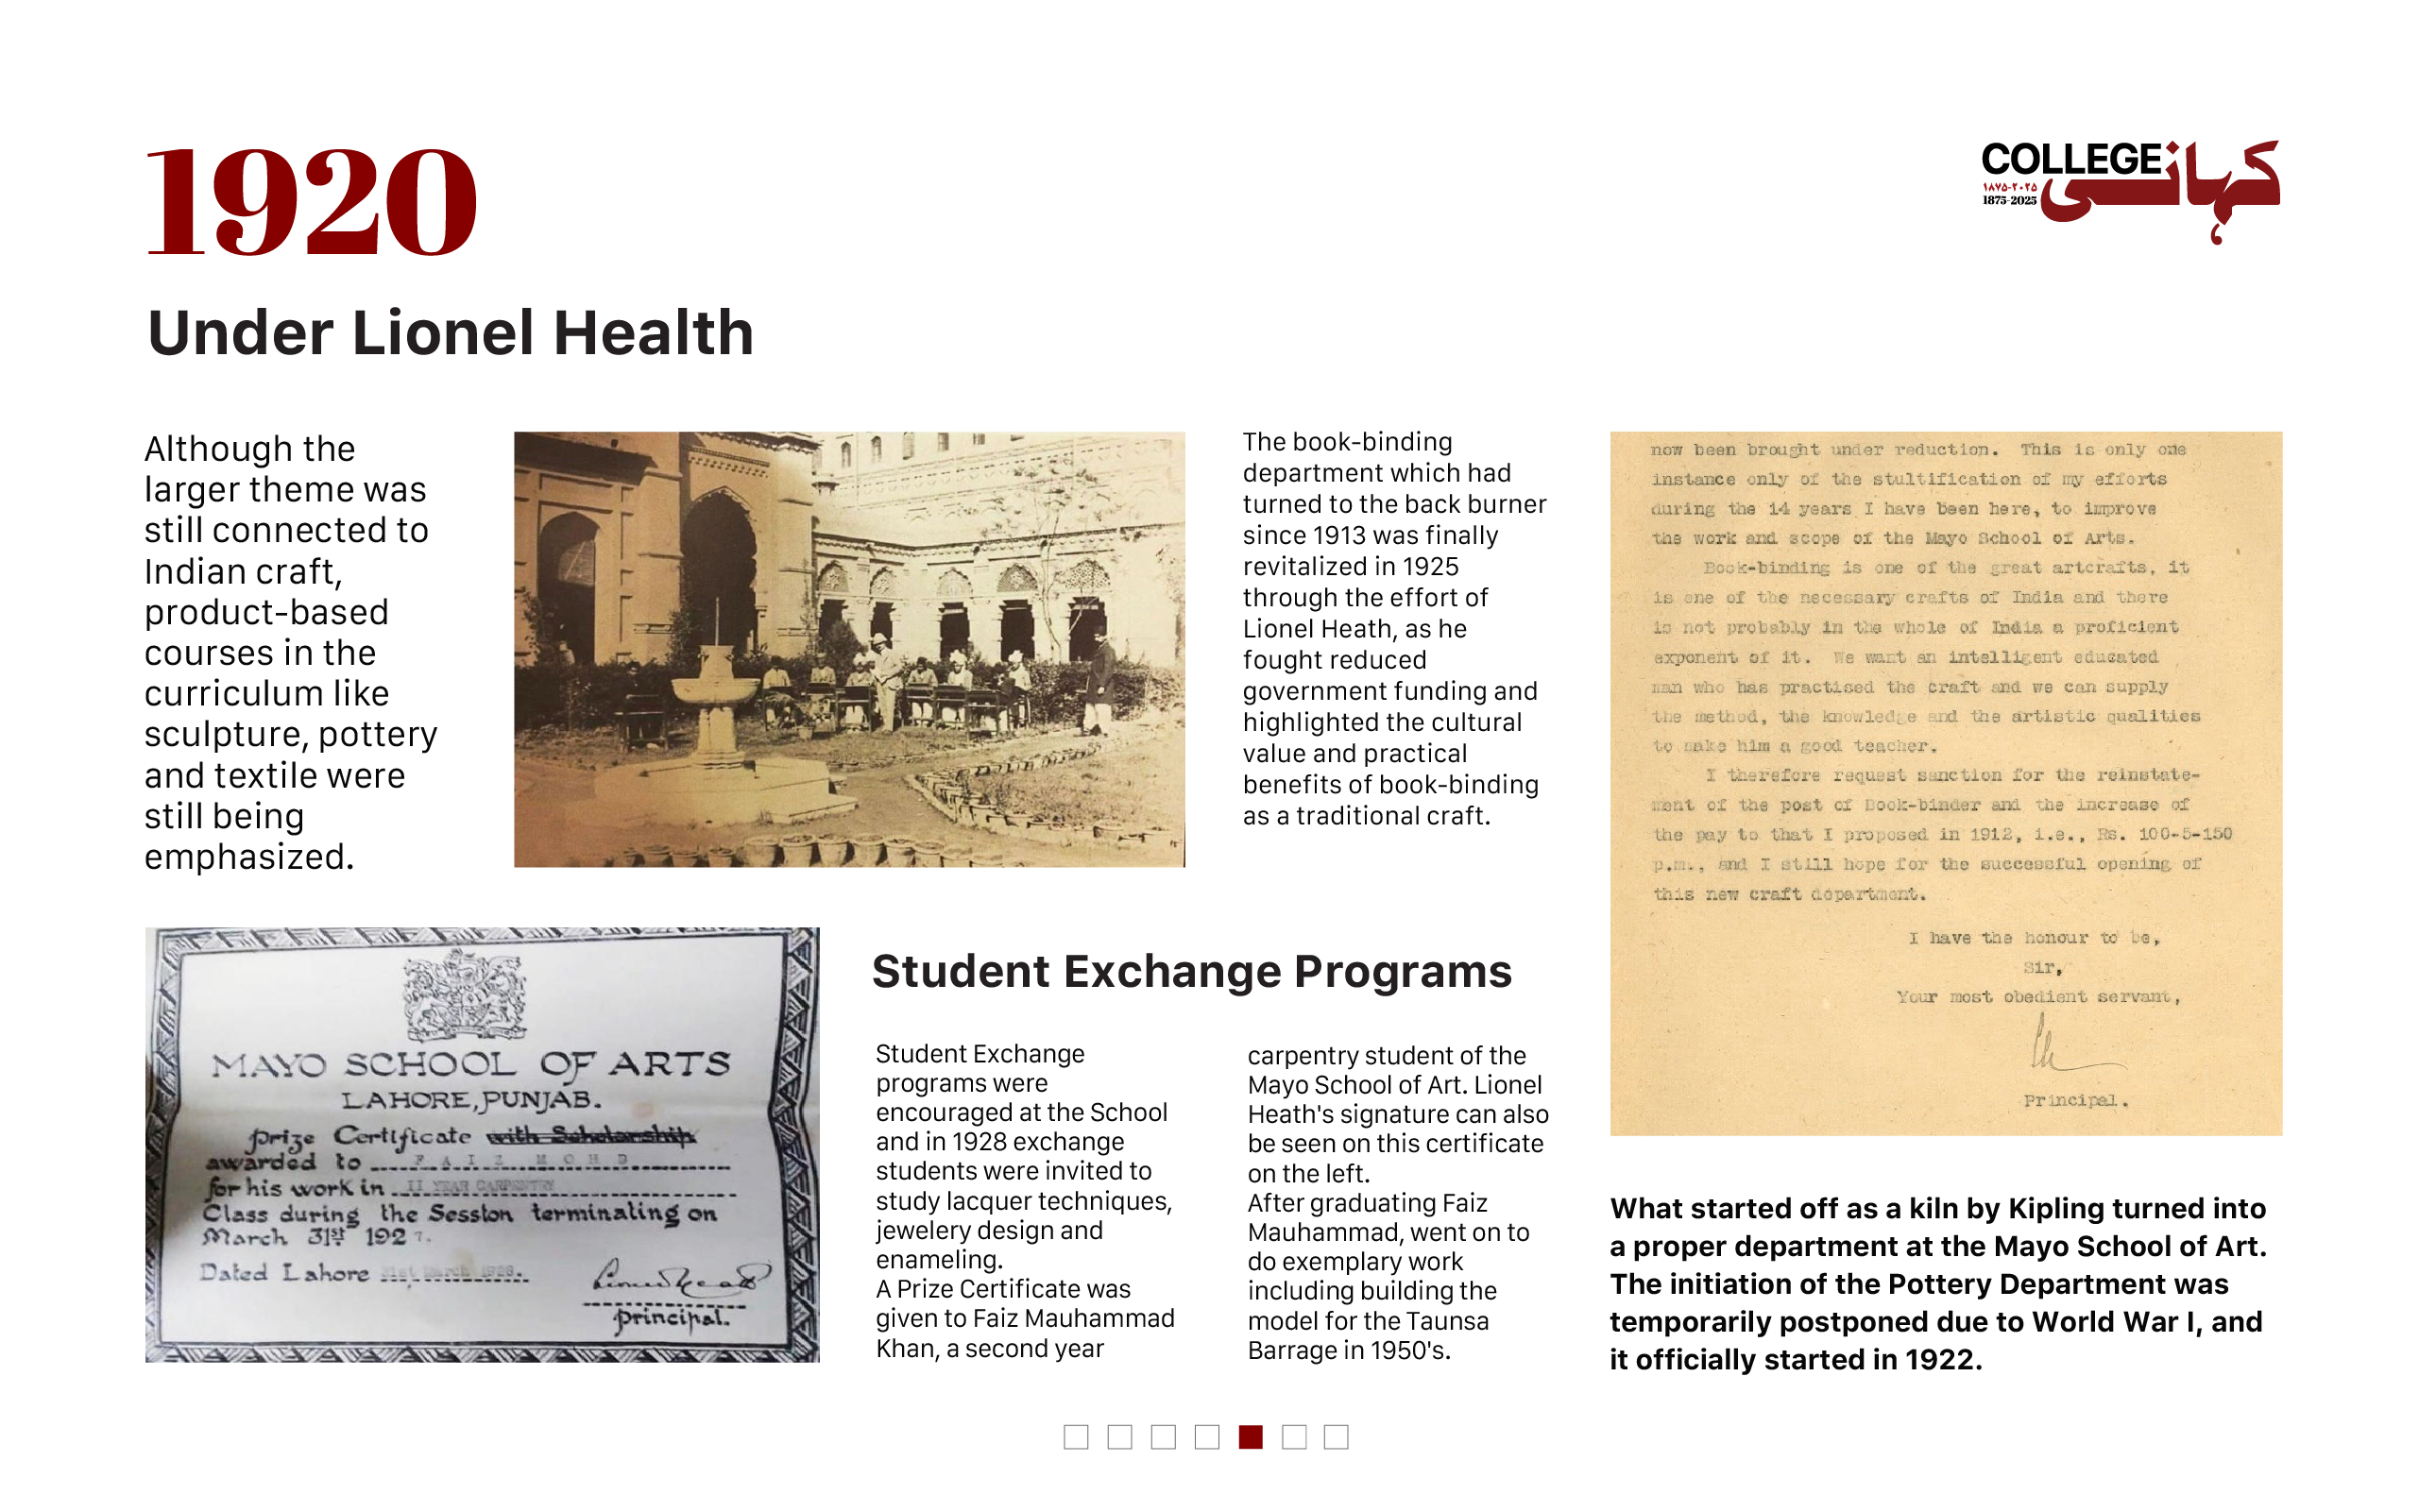 1920
COLLEGE کہانی
۱۸۷۵-۲۰۲۵
1875-2025
Under Lionel Health
Although the
larger theme was
still connected to
Indian craft,
product-based
courses in the
curriculum like
sculpture, pottery
and textile were
still being
emphasized.
The book-binding
department which had
turned to the back burner
since 1913 was finally
revitalized in 1925
through the effort of
Lionel Heath, as he
fought reduced
government funding and
highlighted the cultural
value and practical
benefits of book-binding
as a traditional craft.
now been brought under reduction. This is only one
instance only of the stultification of my efforts
during the 14 years I have been here, to improve
the work and scope of the Mayo School of Arts.
Book-binding is one of the great artcrafts, it
is one of the necessary crafts of India and there
is not probably in the whole of India a proficient
exponent of it. We want an intelligent educated
man who has practised the craft and we can supply
the method, the knowledge and the artistic qualities
to make him a good teacher.
I therefore request sanction for the reinstate-
ment of the post of Book-binder and the increase of
the pay to that I proposed in 1912, i.e., Rs. 100-5-150
p.m., and I still hope for the successful opening of
this new craft department.
I have the honour to be,
Sir,
Your most obedient servant,
Principal.
MAYO SCHOOL OF ARTS
LAHORE, PUNJAB.
Prize Certificate with Scholarship
awarded to FAIZ MOHD
for his work in II YEAR CARPENTRY
Class during the Session terminating on
March 31st 1927.
Dated Lahore 31st March 1928.
Lionel Heath
Principal.
Student Exchange Programs
Student Exchange
programs were
encouraged at the School
and in 1928 exchange
students were invited to
study lacquer techniques,
jewelery design and
enameling.
A Prize Certificate was
given to Faiz Mauhammad
Khan, a second year
carpentry student of the
Mayo School of Art. Lionel
Heath's signature can also
be seen on this certificate
on the left.
After graduating Faiz
Mauhammad, went on to
do exemplary work
including building the
model for the Taunsa
Barrage in 1950's.
What started off as a kiln by Kipling turned into
a proper department at the Mayo School of Art.
The initiation of the Pottery Department was
temporarily postponed due to World War I, and
it officially started in 1922.